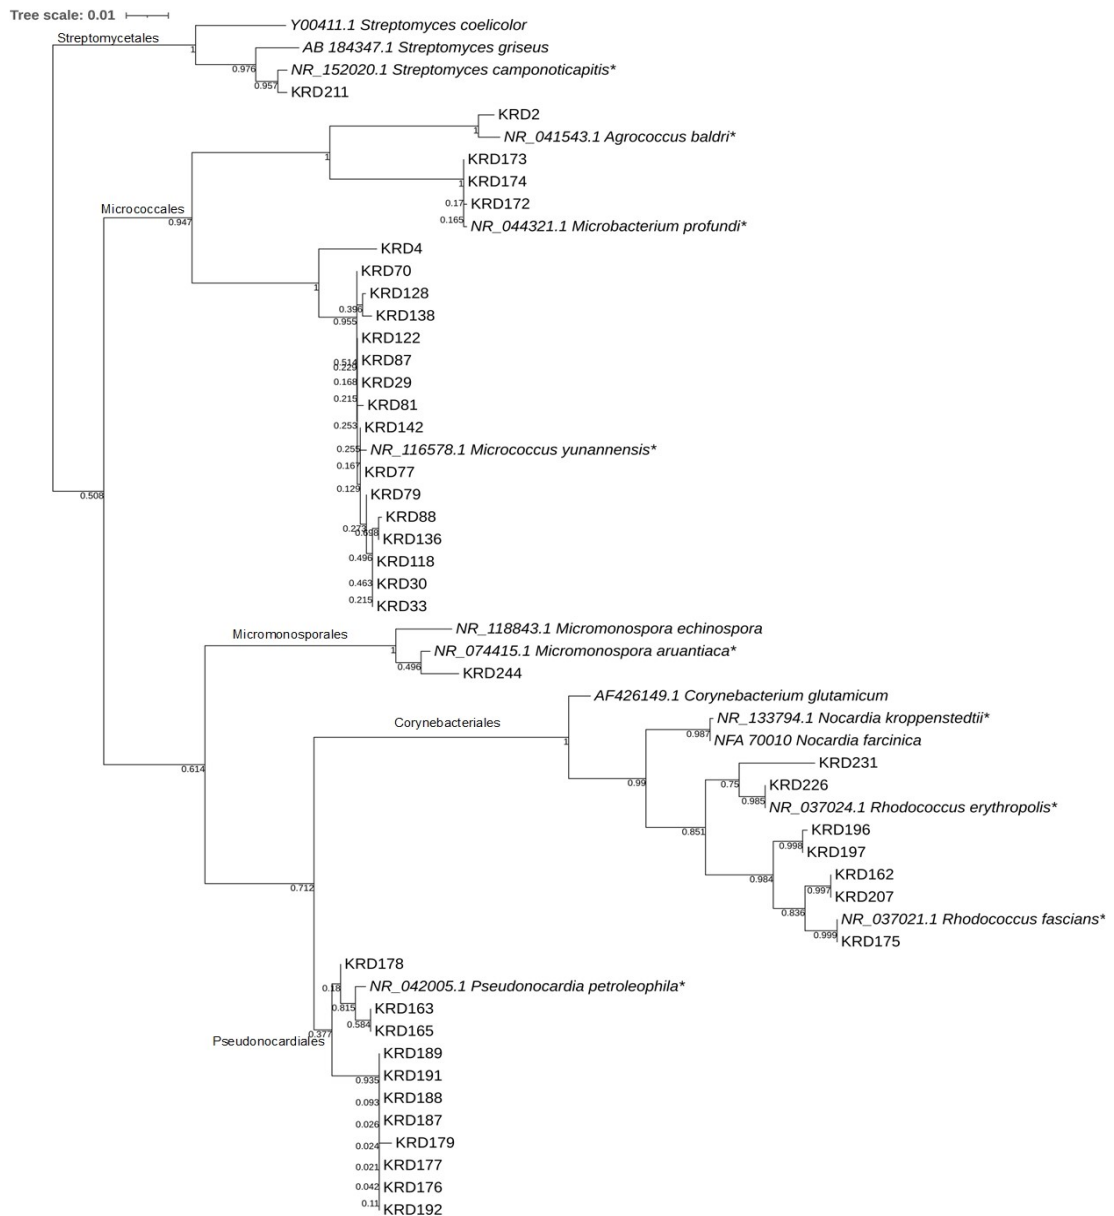 Tree scale: 0.01
Y00411.1 Streptomyces coelicolor
Streptomycetales
1
AB 184347.1 Streptomyces griseus
0.976
NR_152020.1 Streptomyces camponoticapitis*
0.957
KRD211
KRD2
1
NR_041543.1 Agrococcus baldri*
1
KRD173
KRD174
1
KRD172
0.17
Micrococcales
0.947
0.165
NR_044321.1 Microbacterium profundi*
KRD4
KRD70
1
KRD128
0.396
KRD138
0.955
KRD122
KRD87
0.514
0.229
KRD29
0.168
0.215
KRD81
KRD142
0.253
NR_116578.1 Micrococcus yunannensis*
0.255
0.167
KRD77
0.129
KRD79
0.508
KRD88
0.273
0.698
KRD136
0.496
KRD118
0.463
KRD30
0.215
KRD33
NR_118843.1 Micromonospora echinospora
Micromonosporales
1
NR_074415.1 Micromonospora aruantiaca*
0.496
KRD244
AF426149.1 Corynebacterium glutamicum
Corynebacteriales
NR_133794.1 Nocardia kroppenstedtii*
0.987
1
NFA 70010 Nocardia farcinica
0.614
KRD231
0.99
0.75
KRD226
0.985
NR_037024.1 Rhodococcus erythropolis*
0.851
KRD196
0.998
KRD197
KRD162
0.984
0.997
KRD207
0.712
0.836
NR_037021.1 Rhodococcus fascians*
0.999
KRD175
KRD178
0.18
NR_042005.1 Pseudonocardia petroleophila*
0.815
KRD163
0.584
KRD165
0.377
Pseudonocardiales
KRD189
KRD191
0.935
KRD188
0.093
KRD187
0.026
KRD179
0.024
KRD177
0.021
KRD176
0.042
0.11
KRD192